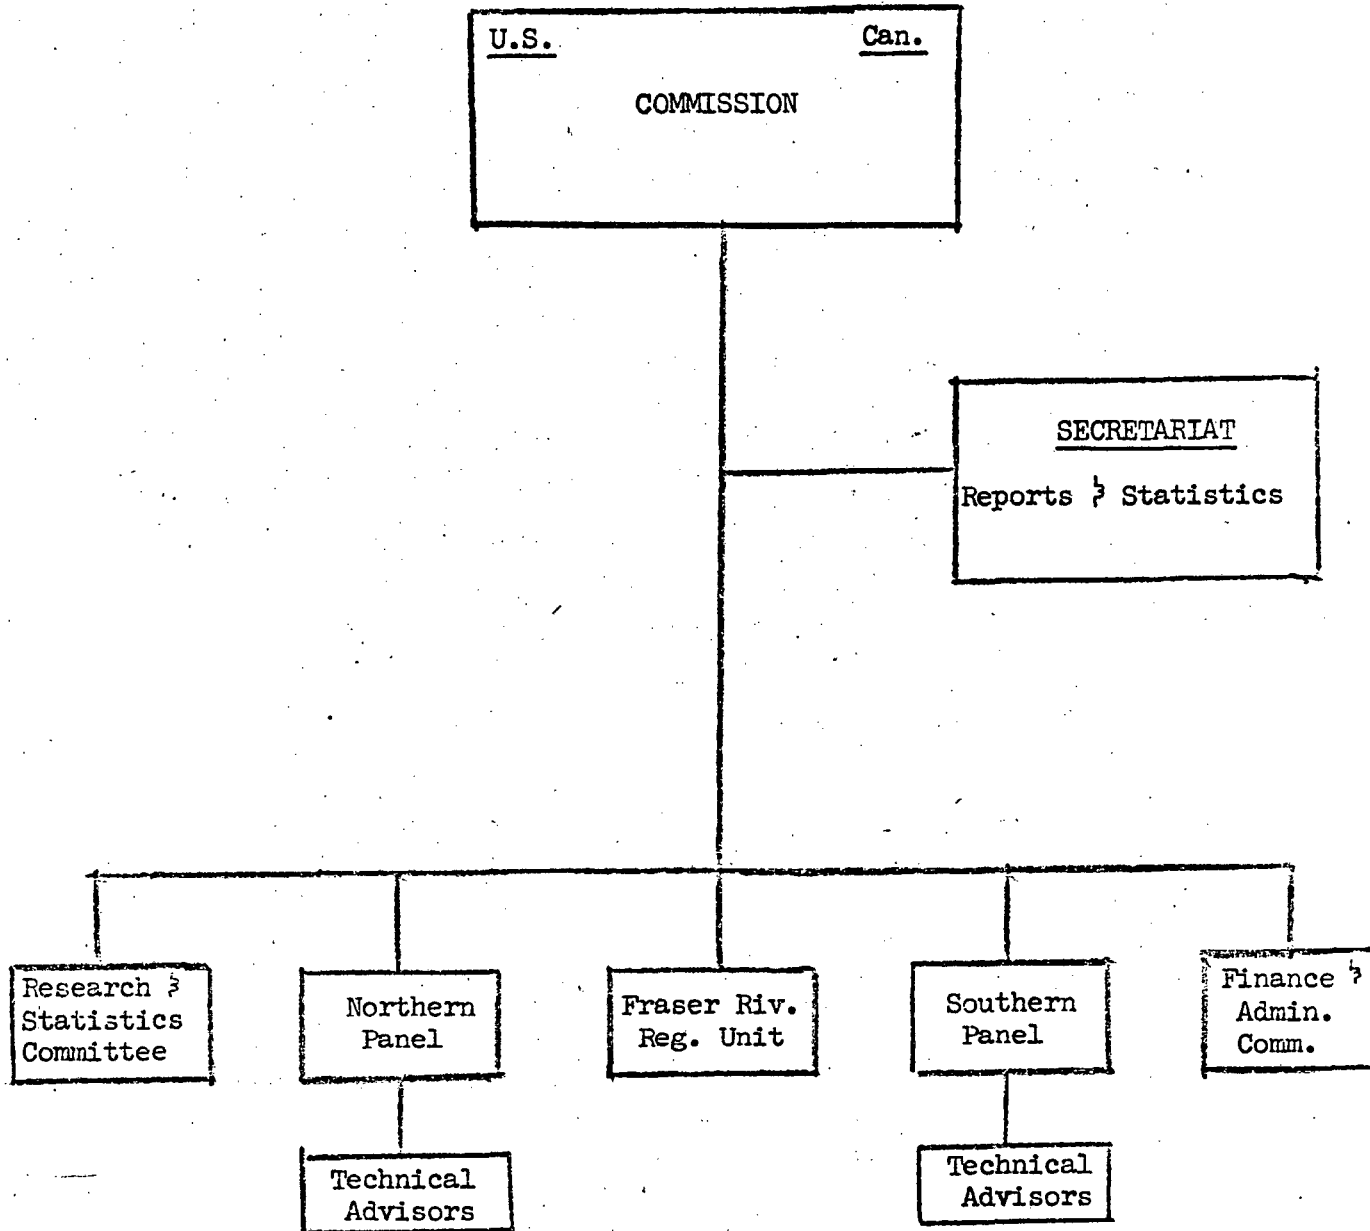 U.S. Can.
COMMISSION
SECRETARIAT
Reports & Statistics
Research &
Statistics
Committee
Northern
Panel
Fraser Riv.
Reg. Unit
Southern
Panel
Finance &
Admin.
Comm.
Technical
Advisors
Technical
Advisors